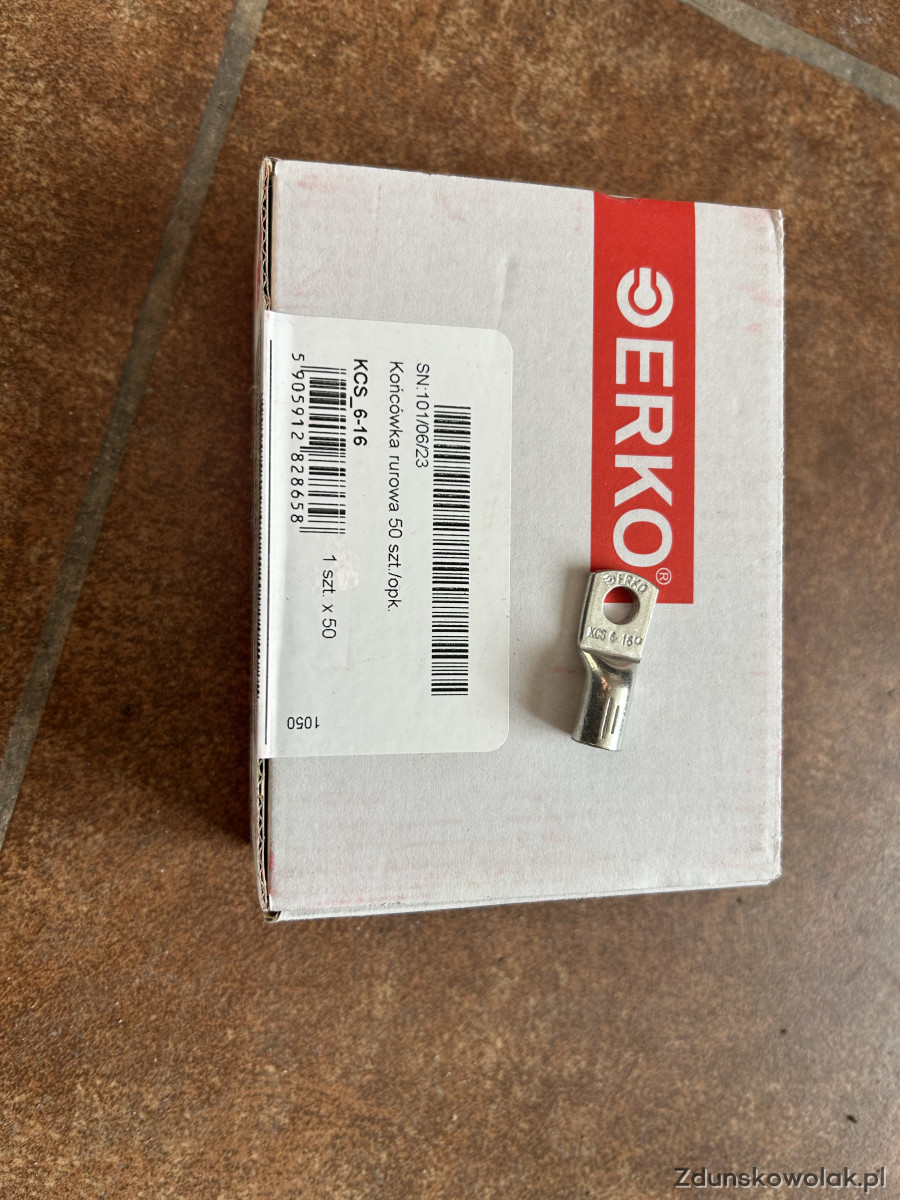 ERKO®
SN:101/06/23
Końcówka rurowa 50 szt./opk.
KCS_6-16
5 905912 828658
1 szt. x 50
1050
ERKO
KCS 6-16
Zdunskowolak.pl